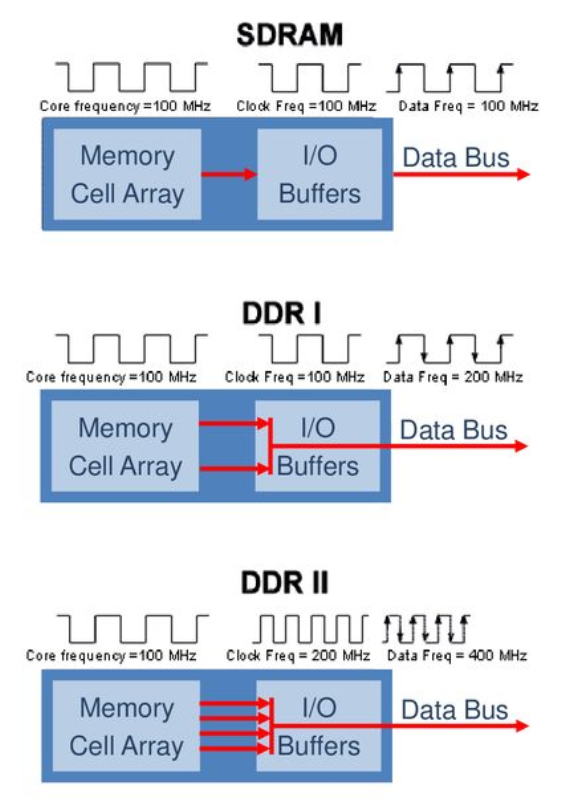 SDRAM
Core frequency =100 MHz Clock Freq =100 MHz Data Freq = 100 MHz
Memory
Cell Array
I/O
Buffers
Data Bus
DDR I
Core frequency =100 MHz Clock Freq =100 MHz Data Freq = 200 MHz
Memory
Cell Array
I/O
Buffers
Data Bus
DDR II
Core frequency =100 MHz Clock Freq = 200 MHz Data Freq = 400 MHz
Memory
Cell Array
I/O
Buffers
Data Bus